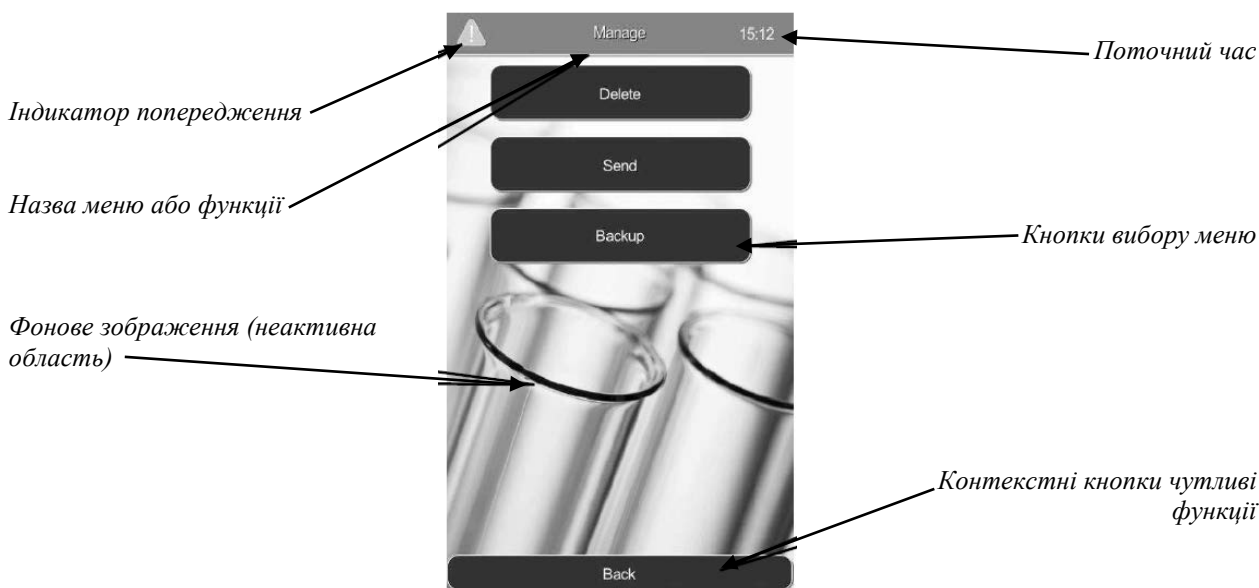 Manage
15:12
Поточний час
Delete
Індикатор попередження
Send
Назва меню або функції
Backup
Кнопки вибору меню
Фонове зображення (неактивна
область)
Контекстні кнопки чутливі
функції
Back